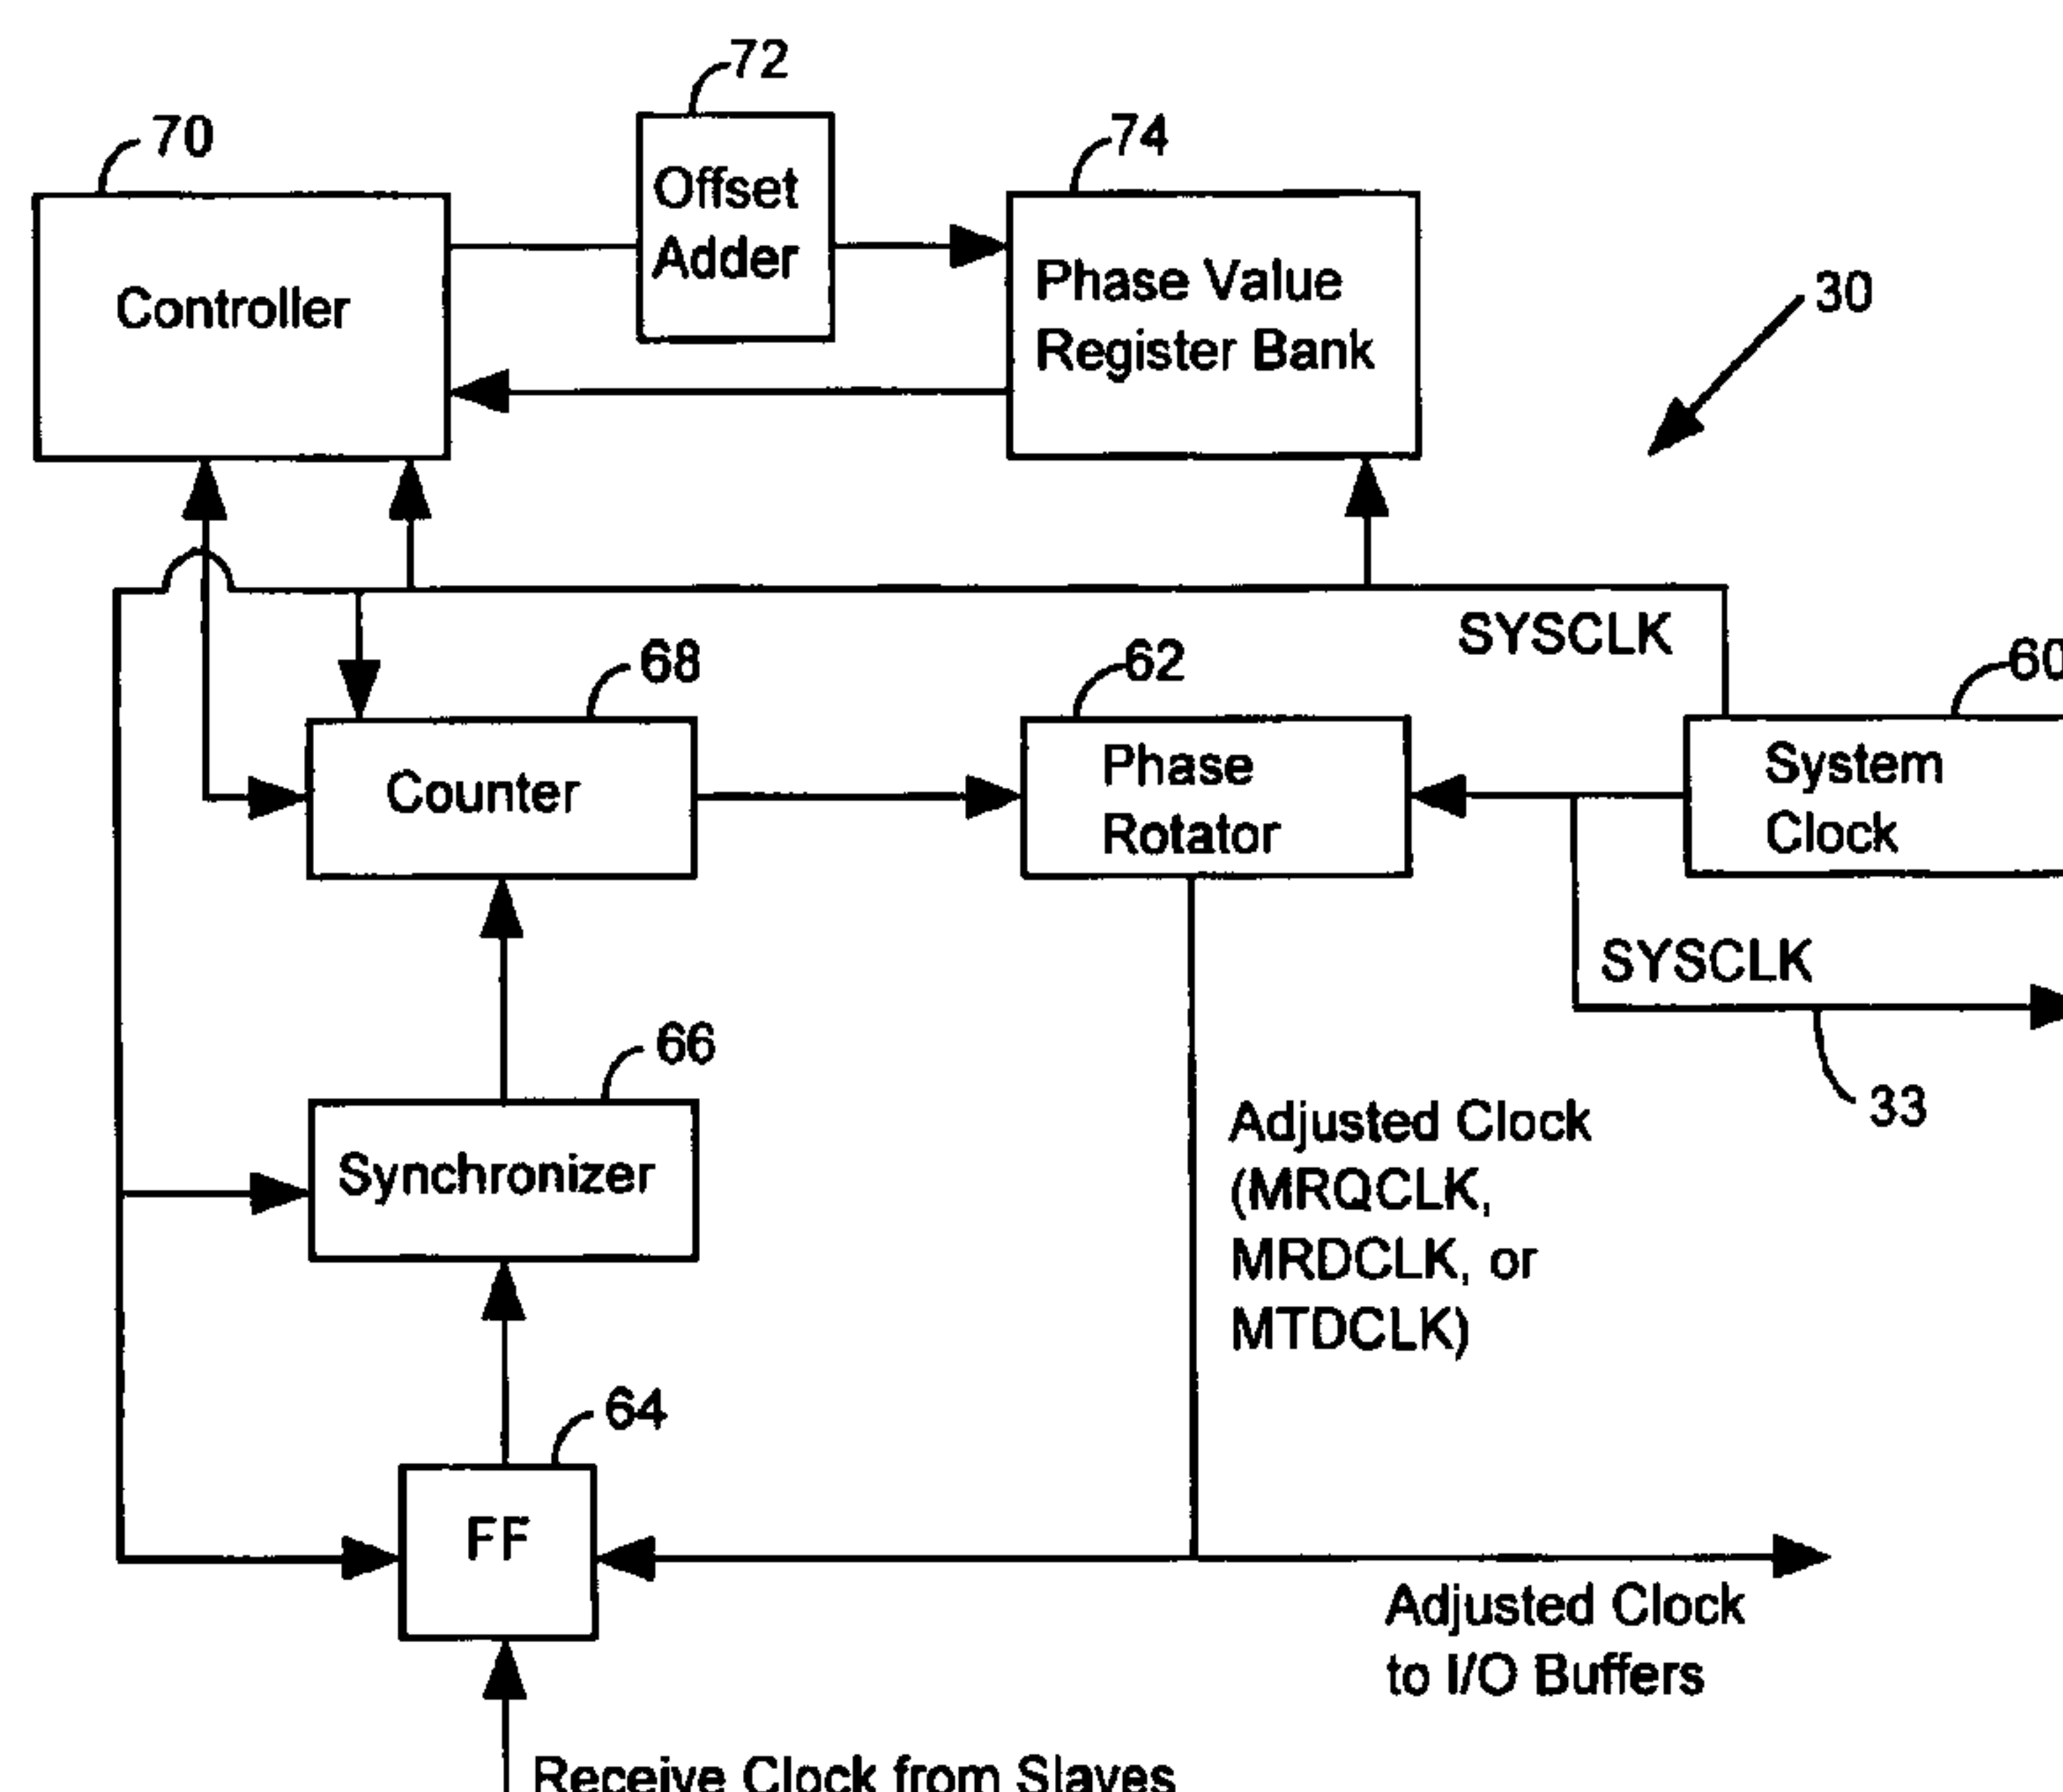 72
70
74
Offset
Adder
Controller
Phase Value
Register Bank
30
SYSCLK
68
62
60
Counter
Phase
Rotator
System
Clock
SYSCLK
66
33
Synchronizer
Adjusted Clock
(MRQCLK,
MRDCLK, or
MTDCLK)
64
FF
Adjusted Clock
to I/O Buffers
Receive Clock from Slaves